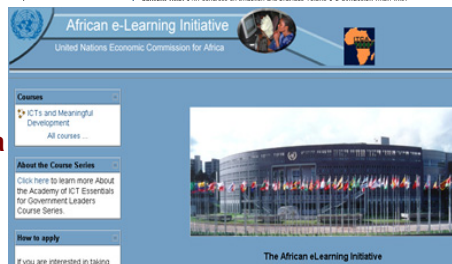 African e-Learning Initiative
United Nations Economic Commission for Africa
Courses
ICTs and Meaningful
Development
All courses ...
About the Course Series
Click here to learn more About
the Academy of ICT Essentials
for Government Leaders
Course Series.
How to apply
If you are interested in taking
The African eLearning Initiative